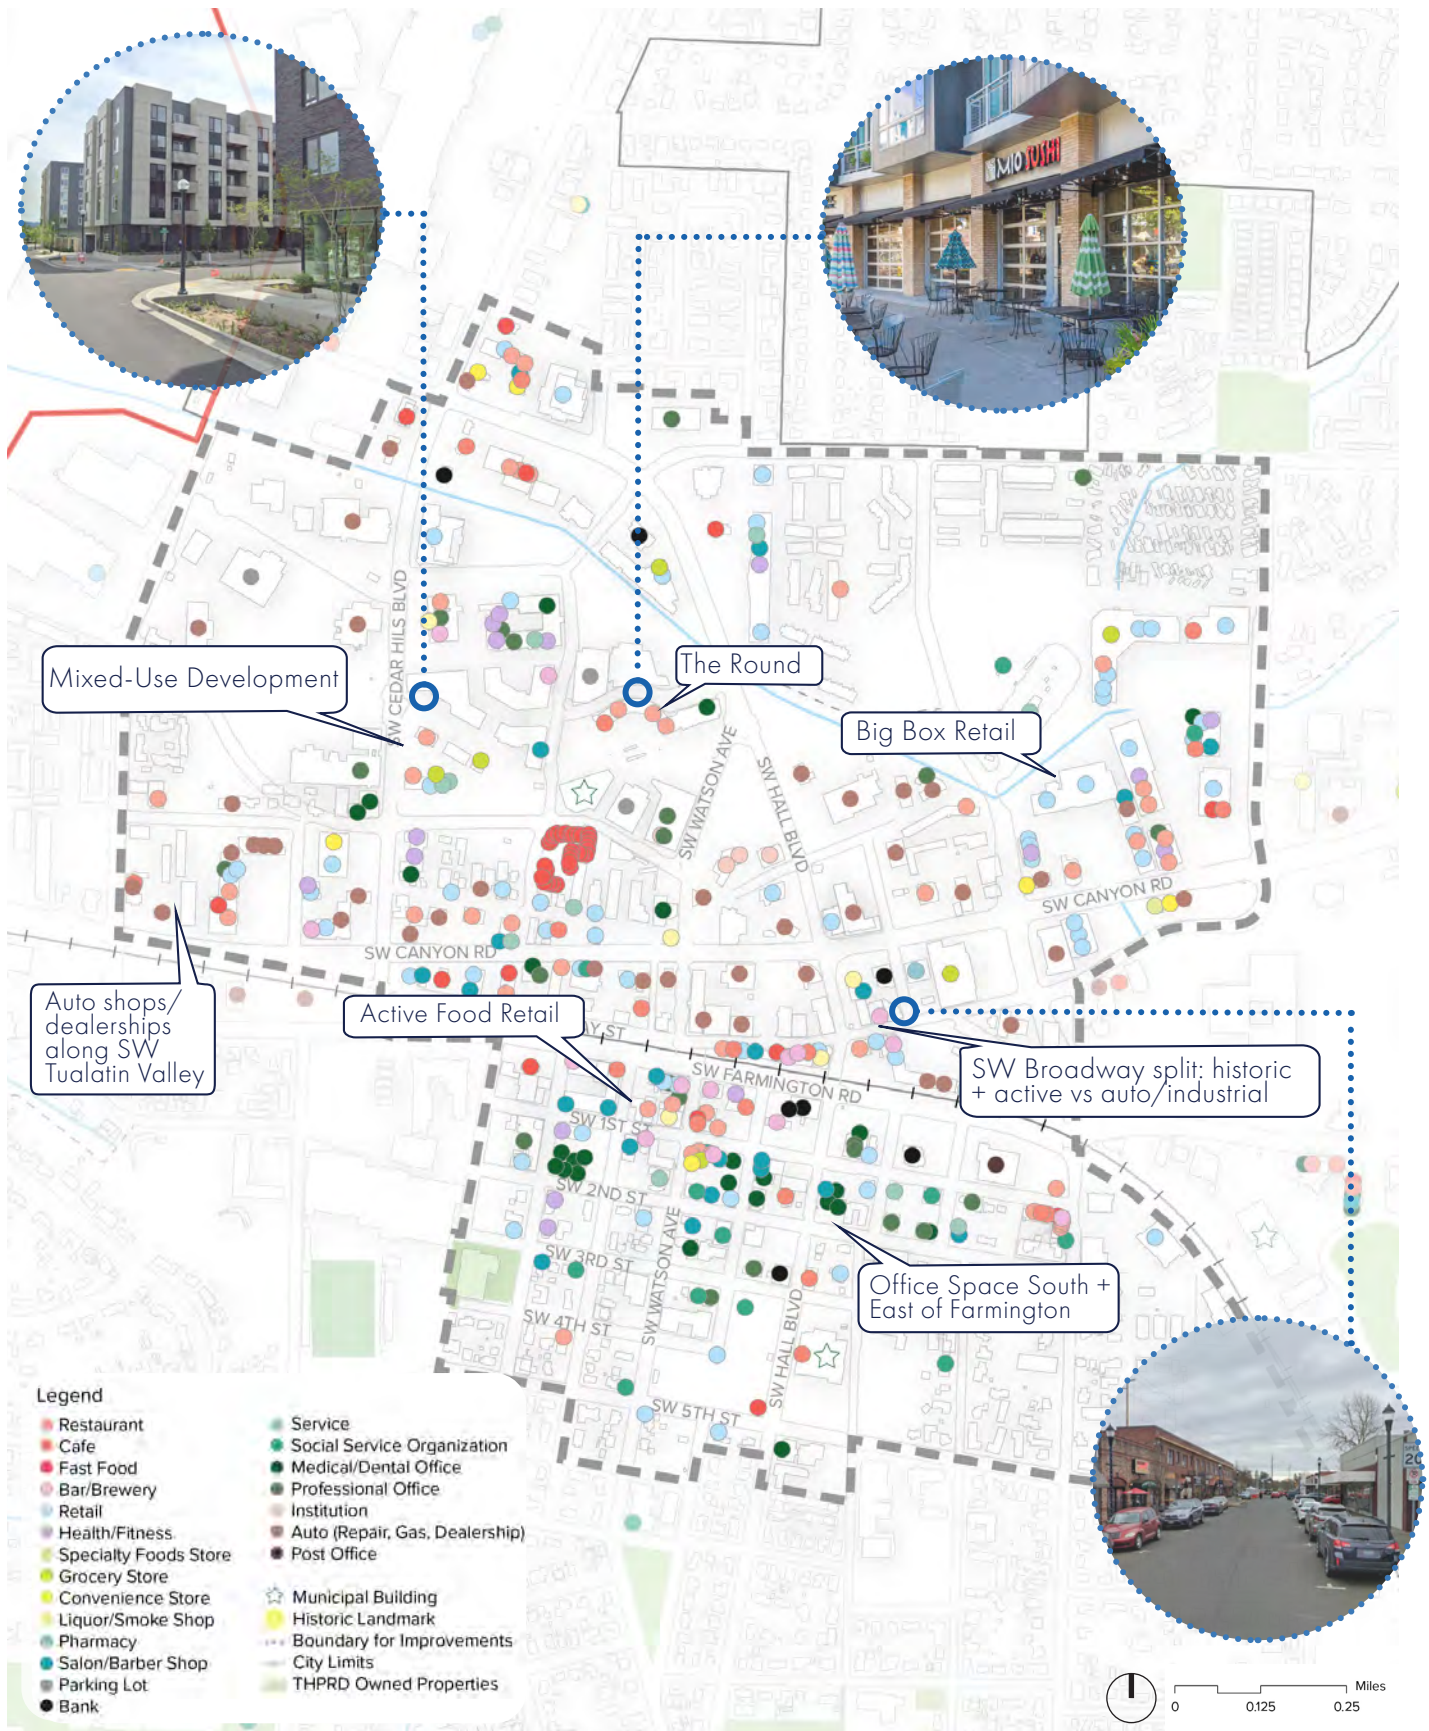 MIO SUSHI
SW CEDAR HILS BLVD
Mixed-Use Development
The Round
Big Box Retail
SW WATSON AVE
SW HALL BLVD
SW CANYON RD
SW CANYON RD
Auto shops/
dealerships
along SW
Tualatin Valley
Active Food Retail
AY ST
SW FARMINGTON RD
SW Broadway split: historic
+ active vs auto/industrial
SW 1ST ST
SW 2ND ST
SW 3RD ST
SW WATSON AVE
SW 4TH ST
SW HALL BLVD
SW 5TH ST
Office Space South +
East of Farmington
20
Legend
Restaurant
Cafe
Fast Food
Bar/Brewery
Retail
Health/Fitness
Specialty Foods Store
Grocery Store
Convenience Store
Liquor/Smoke Shop
Pharmacy
Salon/Barber Shop
Parking Lot
Bank
Service
Social Service Organization
Medical/Dental Office
Professional Office
Institution
Auto (Repair, Gas, Dealership)
Post Office
Municipal Building
Historic Landmark
Boundary for Improvements
City Limits
THPRD Owned Properties
Miles
0 0.125 0.25